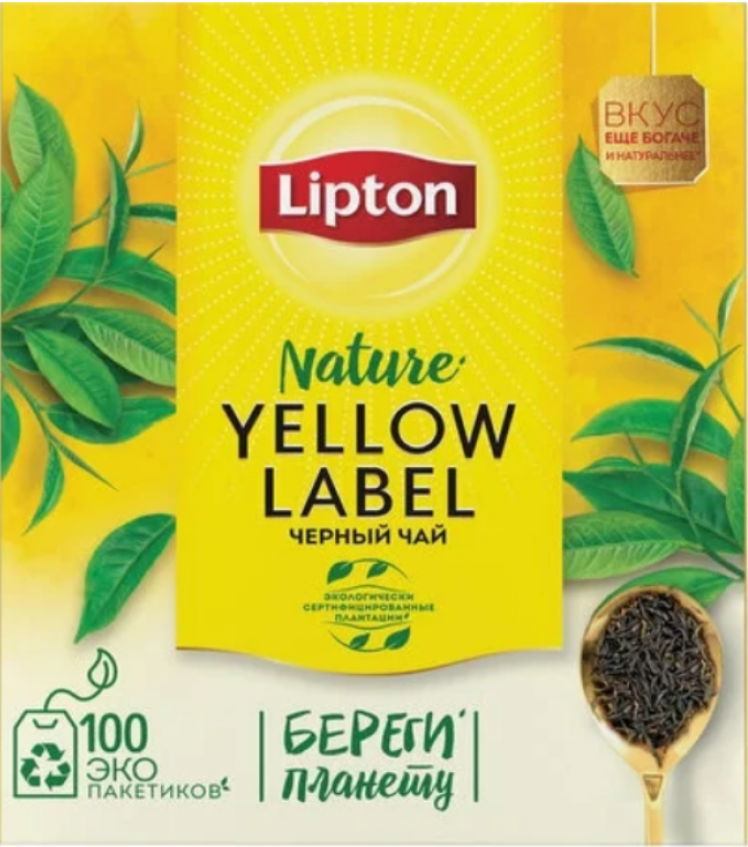 ВКУС
ЕЩЕ БОГАЧЕ
И НАТУРАЛЬНЕЕ*
Lipton
Nature
YELLOW
LABEL
ЧЕРНЫЙ ЧАЙ
ЭКОЛОГИЧЕСКИ
СЕРТИФИЦИРОВАННЫЕ
ПЛАНТАЦИИ
100
ЭКО
ПАКЕТИКОВ
БЕРЕГИ
планету